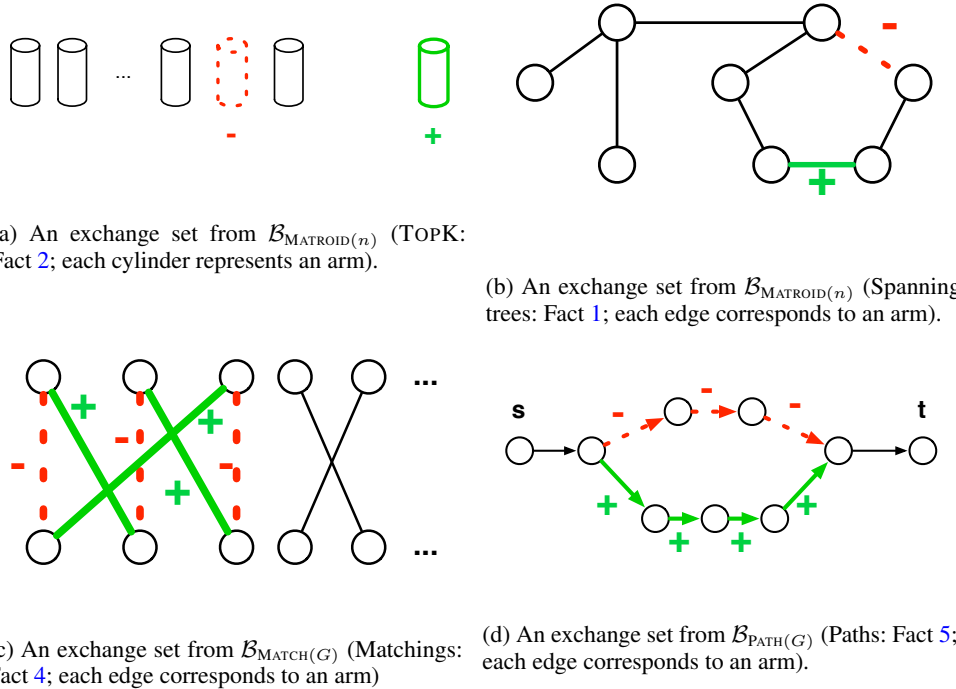 ...
-
+
a) An exchange set from B_MATROID(n) (TOPK:
Fact 2; each cylinder represents an arm).
-
+
(b) An exchange set from B_MATROID(n) (Spanning
trees: Fact 1; each edge corresponds to an arm).
...
+
+
-
-
-
+
...
c) An exchange set from B_MATCH(G) (Matchings:
Fact 4; each edge corresponds to an arm)
-
-
-
s
t
+
+
+
+
(d) An exchange set from B_PATH(G) (Paths: Fact 5;
each edge corresponds to an arm).